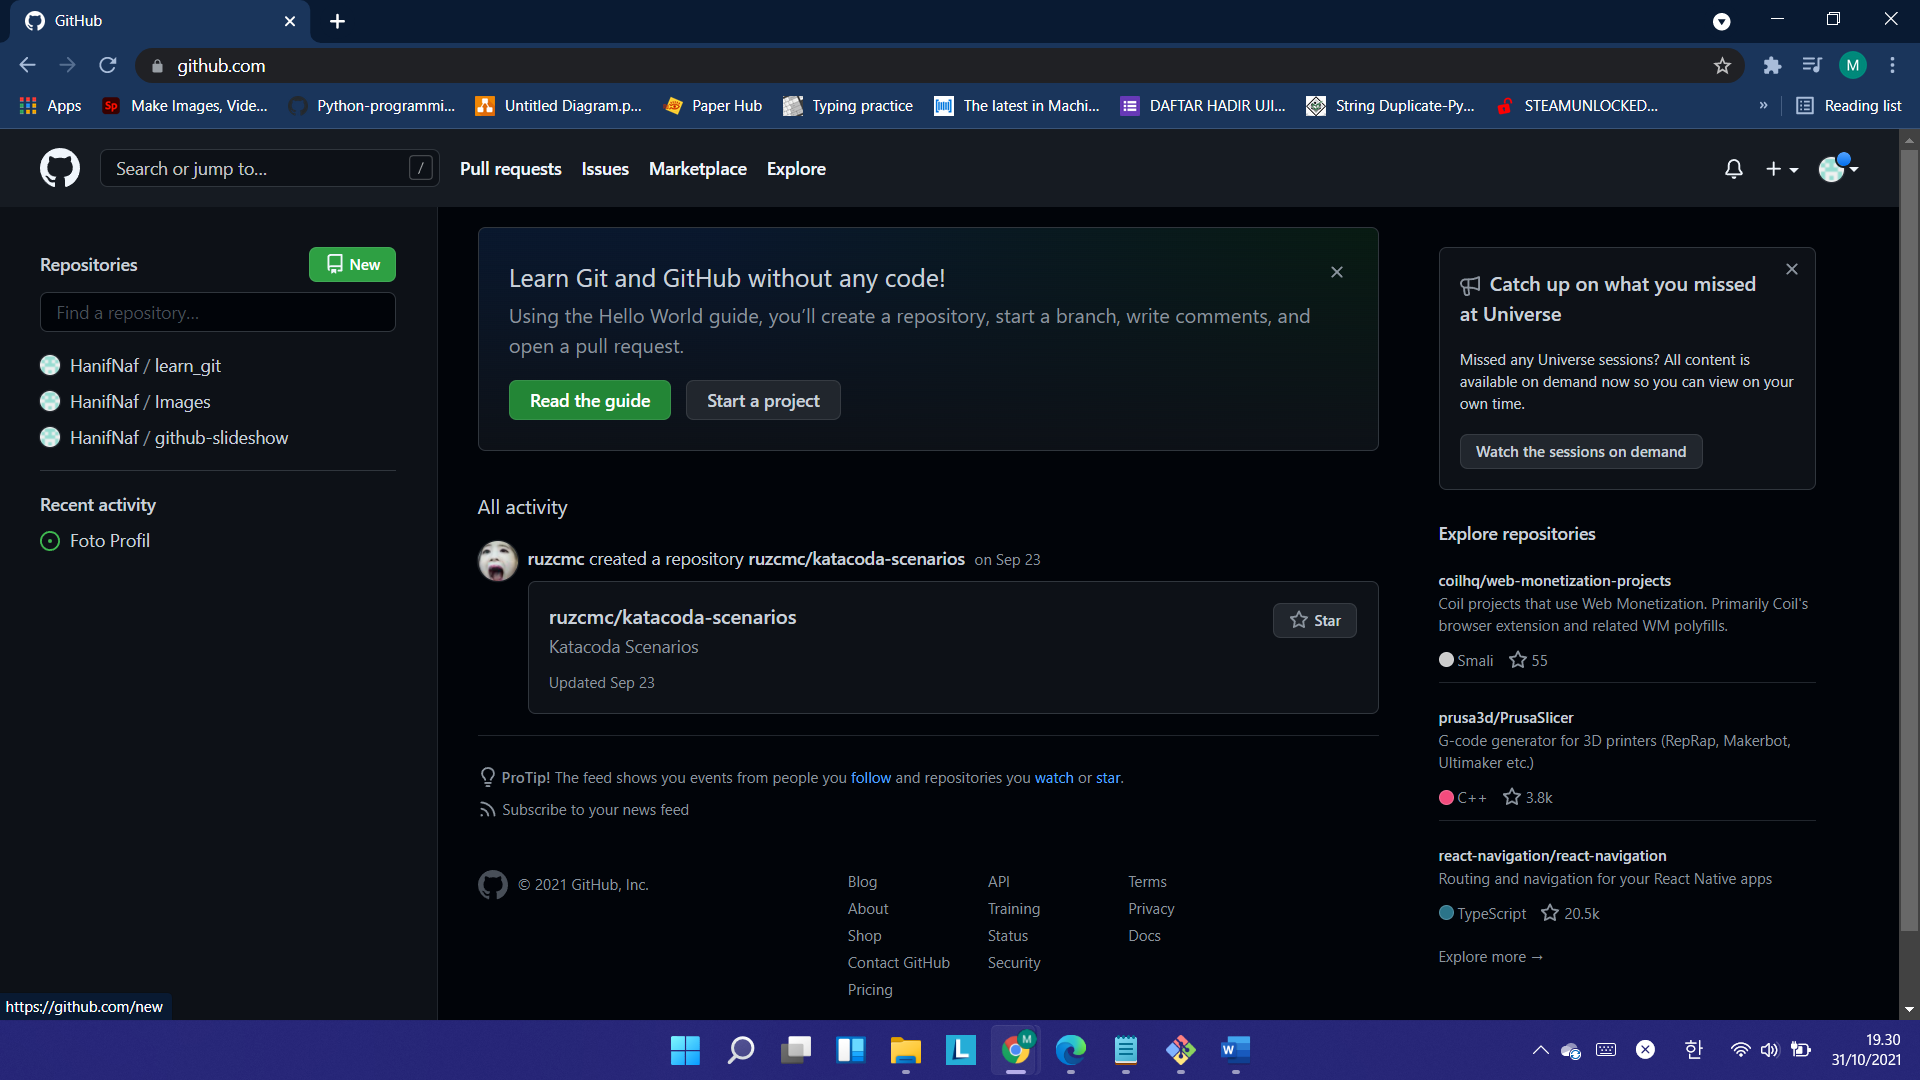 GitHub
github.com
M
Apps
Sp
Make Images, Vide...
Python-programmi...
Untitled Diagram.p...
Paper Hub
Typing practice
The latest in Machi...
DAFTAR HADIR UJI...
String Duplicate-Py...
STEAMUNLOCKED...
»
Reading list
Search or jump to...
/
Pull requests
Issues
Marketplace
Explore
Repositories
New
Find a repository...
HanifNaf / learn_git
HanifNaf / Images
HanifNaf / github-slideshow
Recent activity
Foto Profil
Learn Git and GitHub without any code!
Using the Hello World guide, you’ll create a repository, start a branch, write comments, and
open a pull request.
Read the guide
Start a project
All activity
ruzcmc created a repository ruzcmc/katacoda-scenarios on Sep 23
ruzcmc/katacoda-scenarios
Star
Katacoda Scenarios
Updated Sep 23
ProTip! The feed shows you events from people you follow and repositories you watch or star.
Subscribe to your news feed
© 2021 GitHub, Inc.
Blog
About
Shop
Contact GitHub
Pricing
API
Training
Status
Security
Terms
Privacy
Docs
Catch up on what you missed
at Universe
Missed any Universe sessions? All content is
available on demand now so you can view on your
own time.
Watch the sessions on demand
Explore repositories
coilhq/web-monetization-projects
Coil projects that use Web Monetization. Primarily Coil's
browser extension and related WM polyfills.
Smali 55
prusa3d/PrusaSlicer
G-code generator for 3D printers (RepRap, Makerbot,
Ultimaker etc.)
C++ 3.8k
react-navigation/react-navigation
Routing and navigation for your React Native apps
TypeScript 20.5k
Explore more →
https://github.com/new
L
M
W
한
19.30
31/10/2021